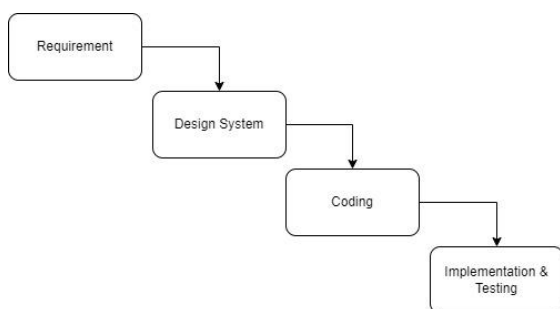 Requirement
Design System
Coding
Implementation &
Testing